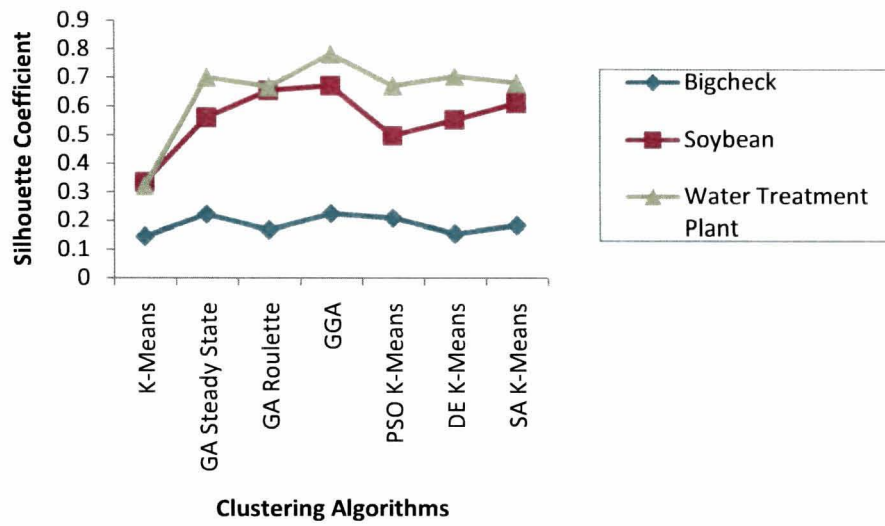 Silhouette Coefficient
0.9
0.8
0.7
0.6
0.5
0.4
0.3
0.2
0.1
0
K-Means
GA Steady State
GA Roulette
GGA
PSO K-Means
DE K-Means
SA K-Means
Clustering Algorithms
Bigcheck
Soybean
Water Treatment
Plant